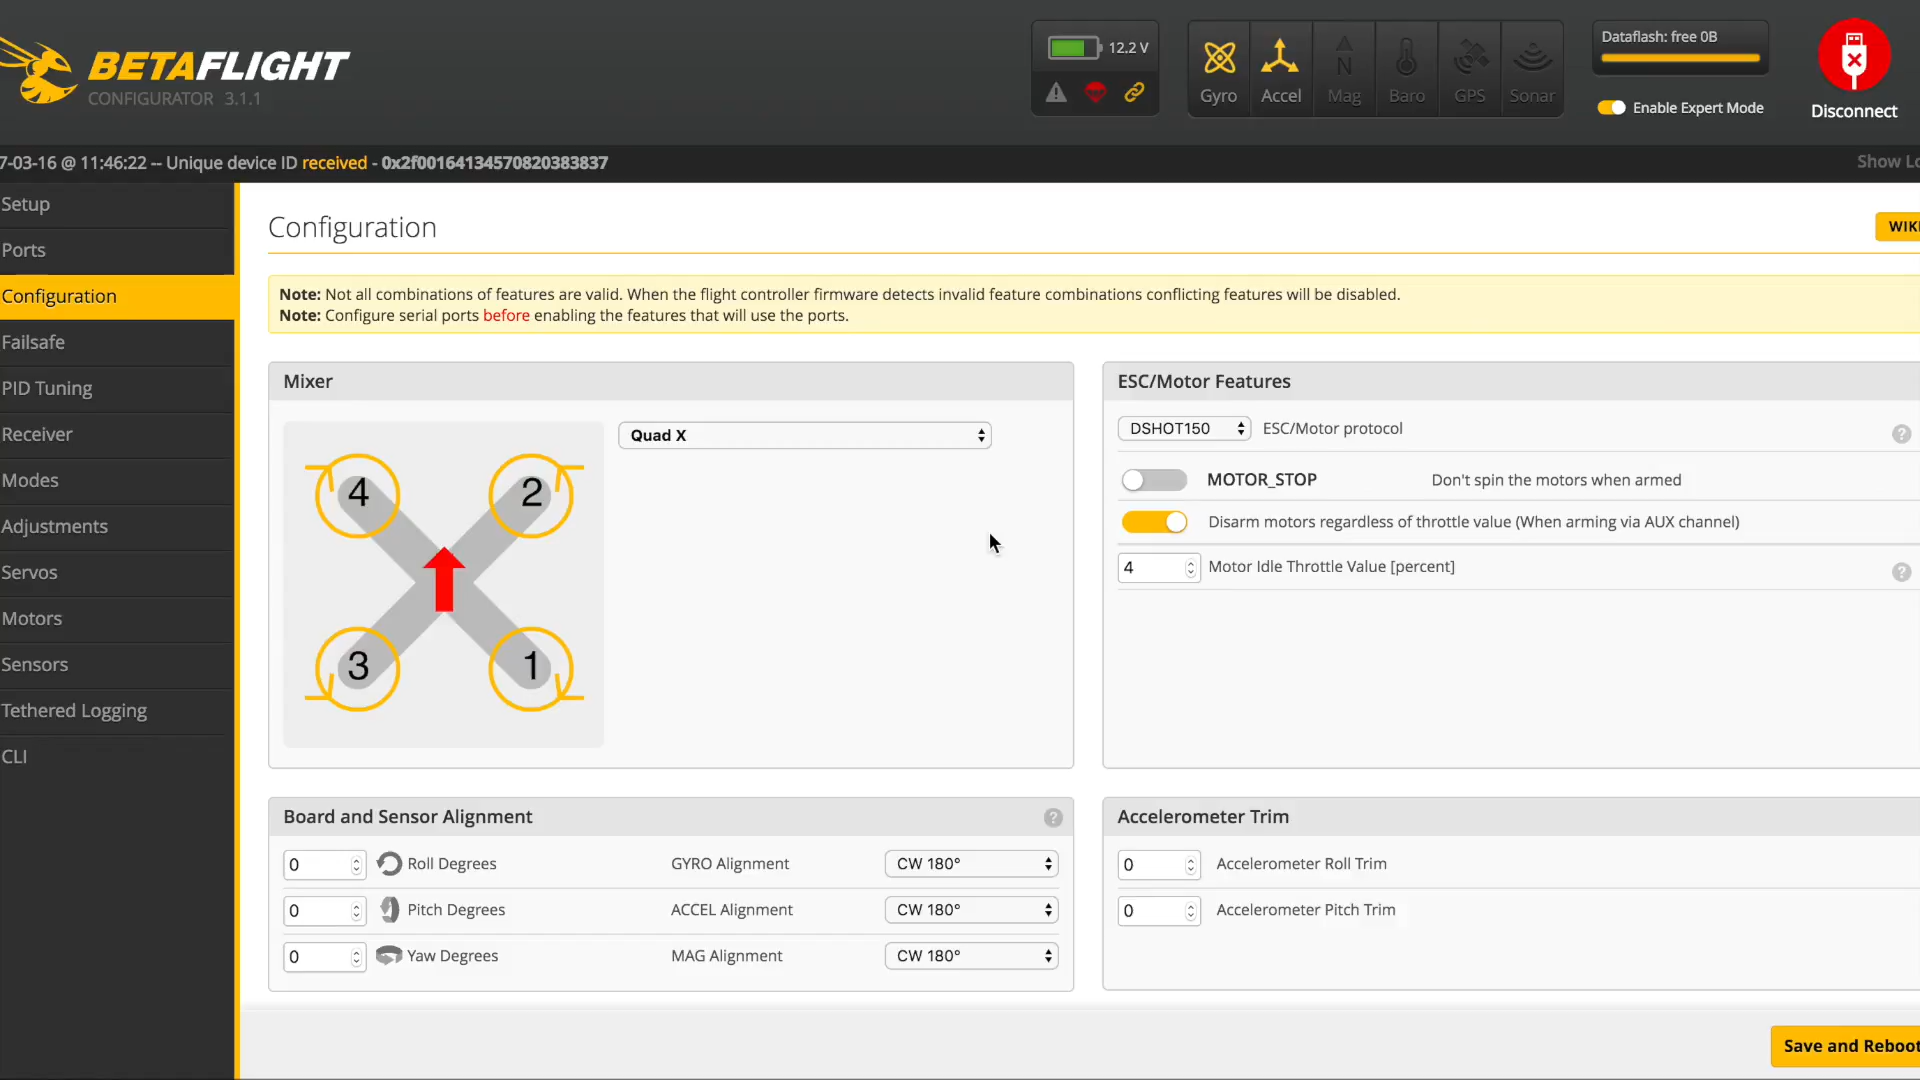 BETAFLIGHT
CONFIGURATOR 3.1.1
12.2 V
Gyro
Accel
Mag
Baro
GPS
Sonar
Dataflash: free 0B
Enable Expert Mode
Disconnect
7-03-16 @ 11:46:22 -- Unique device ID received - 0x2f00164134570820383837
Show Lo
Setup
Ports
Configuration
Failsafe
PID Tuning
Receiver
Modes
Adjustments
Servos
Motors
Sensors
Tethered Logging
CLI
Configuration
WIKI
Note: Not all combinations of features are valid. When the flight controller firmware detects invalid feature combinations conflicting features will be disabled.
Note: Configure serial ports before enabling the features that will use the ports.
Mixer
4
2
3
1
Quad X
ESC/Motor Features
DSHOT150 ESC/Motor protocol
?
MOTOR_STOP Don't spin the motors when armed
Disarm motors regardless of throttle value (When arming via AUX channel)
4 Motor Idle Throttle Value [percent]
?
Board and Sensor Alignment
?
0 Roll Degrees GYRO Alignment CW 180°
0 Pitch Degrees ACCEL Alignment CW 180°
0 Yaw Degrees MAG Alignment CW 180°
Accelerometer Trim
0 Accelerometer Roll Trim
0 Accelerometer Pitch Trim
Save and Reboot